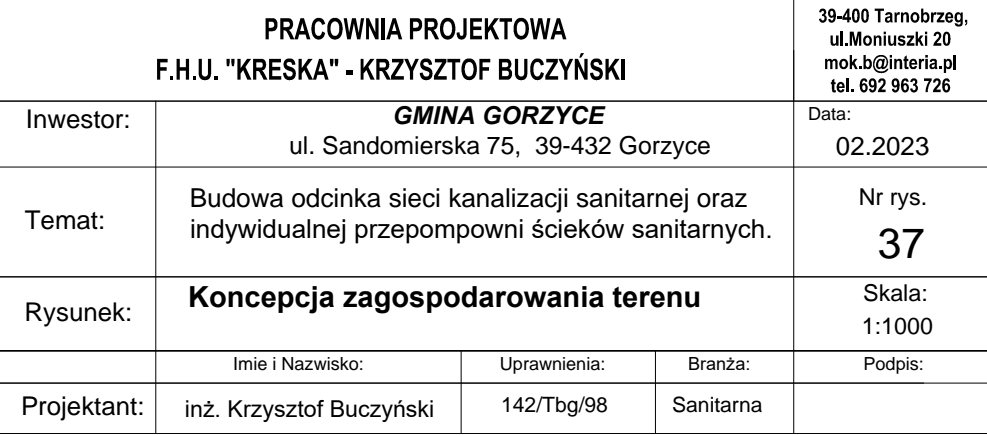 PRACOWNIA PROJEKTOWA
F.H.U. "KRESKA" - KRZYSZTOF BUCZYŃSKI
39-400 Tarnobrzeg,
ul.Moniuszki 20
mok.b@interia.pl
tel. 692 963 726
Inwestor:
GMINA GORZYCE
ul. Sandomierska 75, 39-432 Gorzyce
Data:
02.2023
Temat:
Budowa odcinka sieci kanalizacji sanitarnej oraz
indywidualnej przepompowni ścieków sanitarnych.
Nr rys.
37
Rysunek:
Koncepcja zagospodarowania terenu
Skala:
1:1000
Imie i Nazwisko:
Uprawnienia:
Branża:
Podpis:
Projektant:
inż. Krzysztof Buczyński
142/Tbg/98
Sanitarna